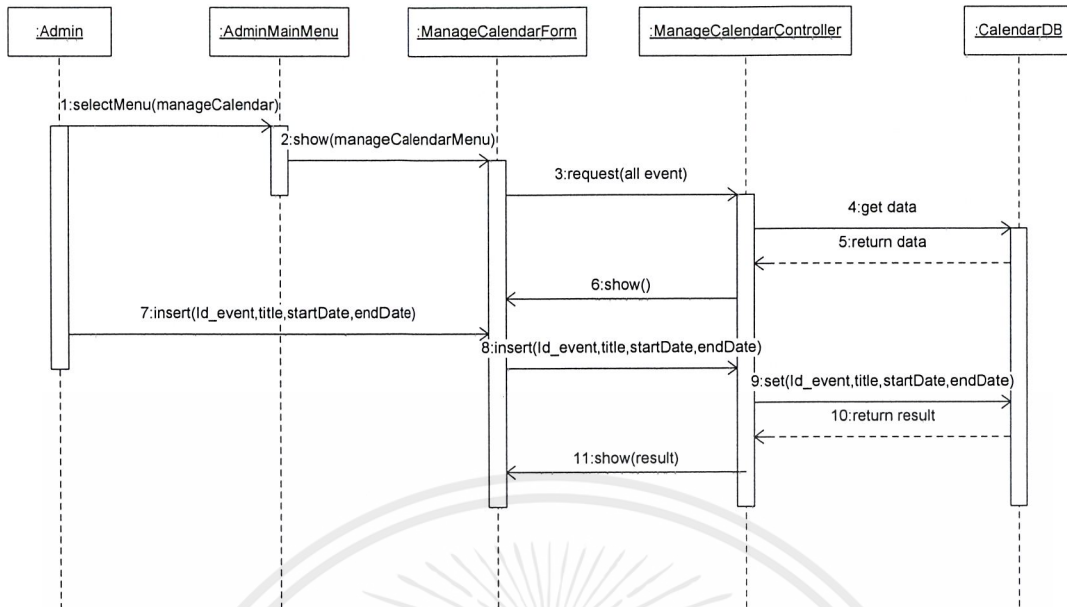 :Admin
:AdminMainMenu
:ManageCalendarForm
:ManageCalendarController
:CalendarDB
1:selectMenu(manageCalendar)
2:show(manageCalendarMenu)
3:request(all event)
4:get data
5:return data
6:show()
7:insert(Id_event,title,startDate,endDate)
8:insert(Id_event,title,startDate,endDate)
9:set(Id_event,title,startDate,endDate)
10:return result
11:show(result)